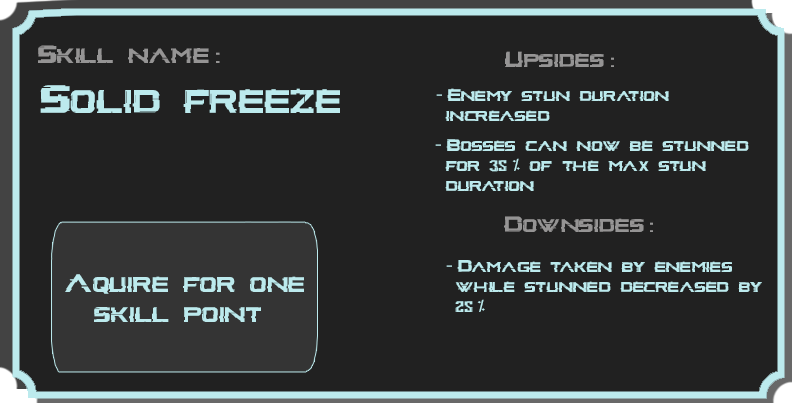 Skill name:
Solid freeze
Aquire for one
skill point
Upsides:
- Enemy stun duration
increased
- Bosses can now be stunned
for 35% of the max stun
duration
Downsides:
- Damage taken by enemies
while stunned decreased by
25%